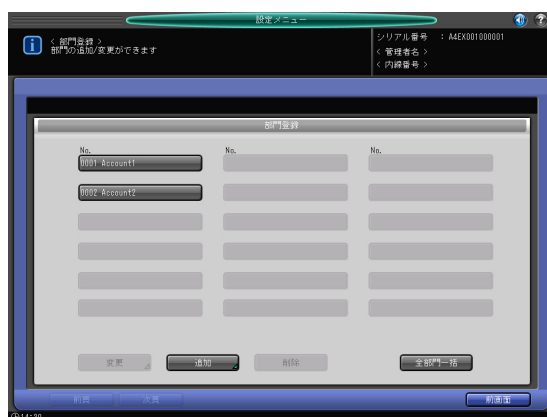 設定メニュー
< 部門登録 >
部門の追加/変更ができます
シリアル番号 : A4EX001000001
< 管理者名 >
< 内線番号 >
部門登録
No. No. No.
0001 Account1
0002 Account2
変更 追加 削除 全部門一括
前頁 次頁 前画面
14:30